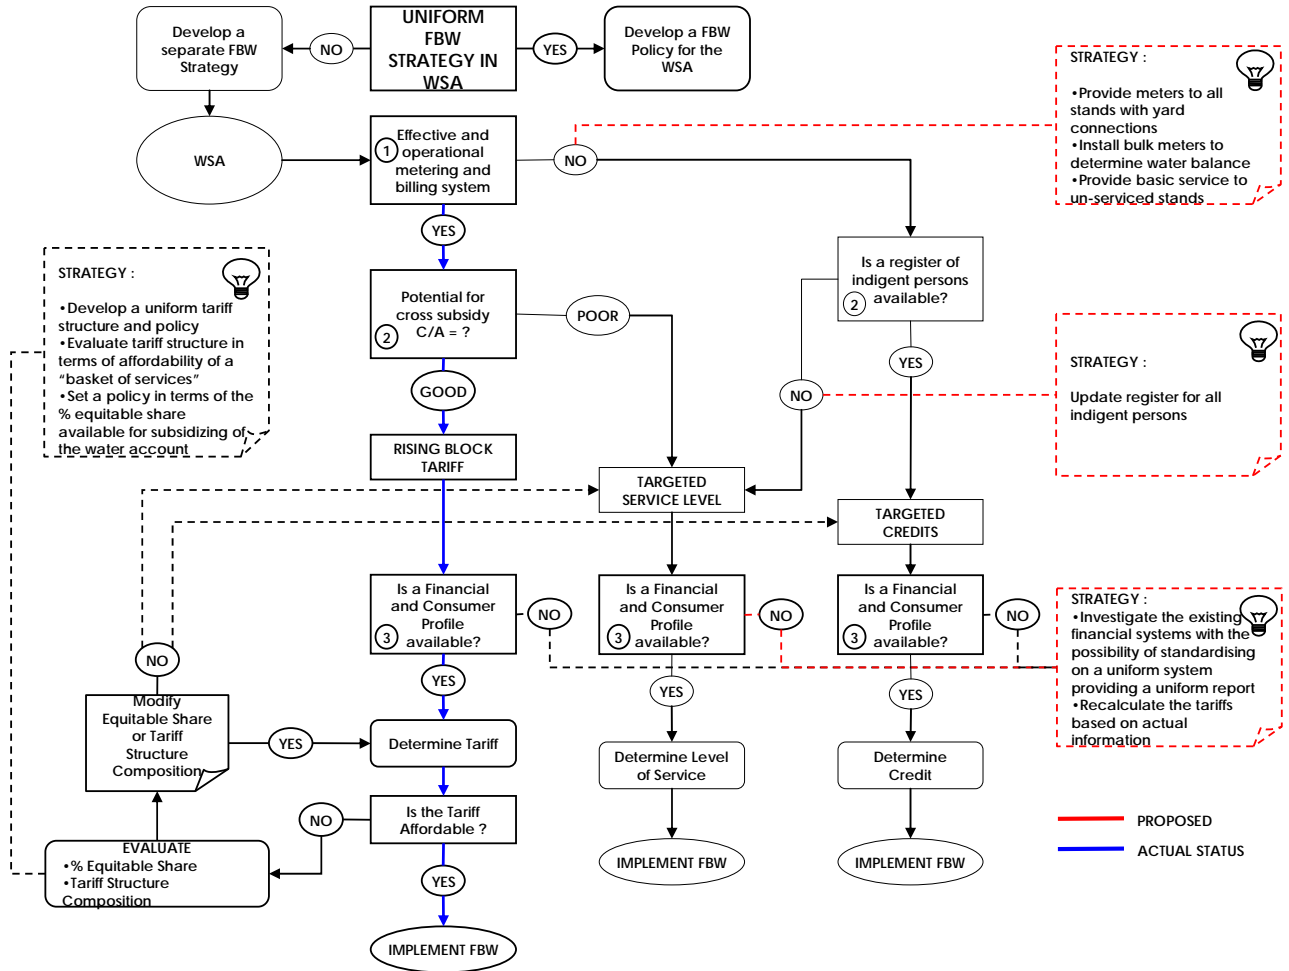 UNIFORM
FBW
STRATEGY IN
WSA
NO
YES
Develop a
separate FBW
Strategy
Develop a FBW
Policy for the
WSA
STRATEGY :
•Provide meters to all
stands with yard
connections
•Install bulk meters to
determine water balance
•Provide basic service to
un-serviced stands
WSA
1
Effective and
operational
metering and
billing system
NO
YES
STRATEGY :
•Develop a uniform tariff
structure and policy
•Evaluate tariff structure in
terms of affordability of a
“basket of services”
•Set a policy in terms of the
% equitable share
available for subsidizing of
the water account
Potential for
cross subsidy
C/A = ?
2
POOR
Is a register of
indigent persons
available?
2
YES
NO
GOOD
STRATEGY :
Update register for all
indigent persons
RISING BLOCK
TARIFF
TARGETED
SERVICE LEVEL
TARGETED
CREDITS
Is a Financial
and Consumer
Profile
available?
3
NO
Is a Financial
and Consumer
Profile
available?
3
NO
Is a Financial
and Consumer
Profile
available?
3
NO
STRATEGY :
•Investigate the existing
financial systems with the
possibility of standardising
on a uniform system
providing a uniform report
•Recalculate the tariffs
based on actual
information
NO
YES
YES
YES
Modify
Equitable Share
or Tariff
Structure
Composition
YES
Determine Tariff
Determine Level
of Service
Determine
Credit
Is the Tariff
Affordable ?
NO
EVALUATE
•% Equitable Share
•Tariff Structure
Composition
YES
IMPLEMENT FBW
IMPLEMENT FBW
IMPLEMENT FBW
PROPOSED
ACTUAL STATUS